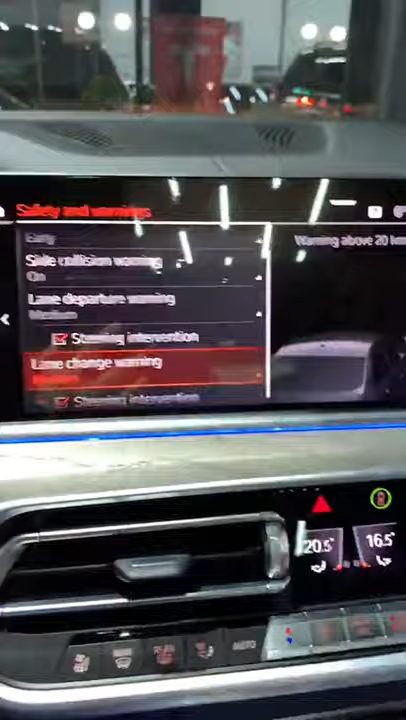 Safety and warnings
Early
Warning above 20 km
Side collision warning
On
Lane departure warning
Medium
Steering intervention
Lane change warning
Steering intervention
20.5°
16.5°
REAR
AUTO